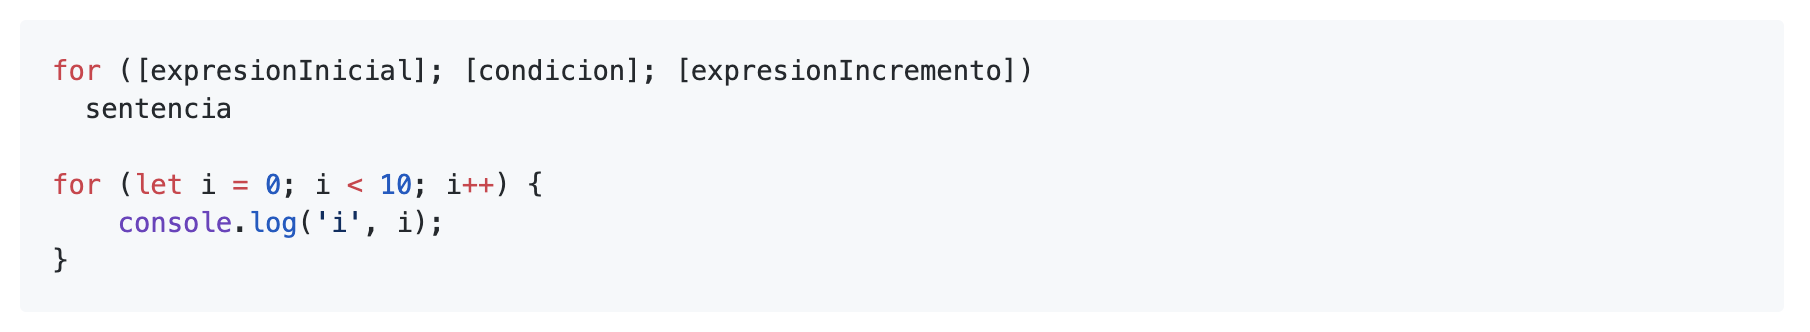 for ([expresionInicial]; [condicion]; [expresionIncremento])
  sentencia

for (let i = 0; i < 10; i++) {
    console.log('i', i);
}